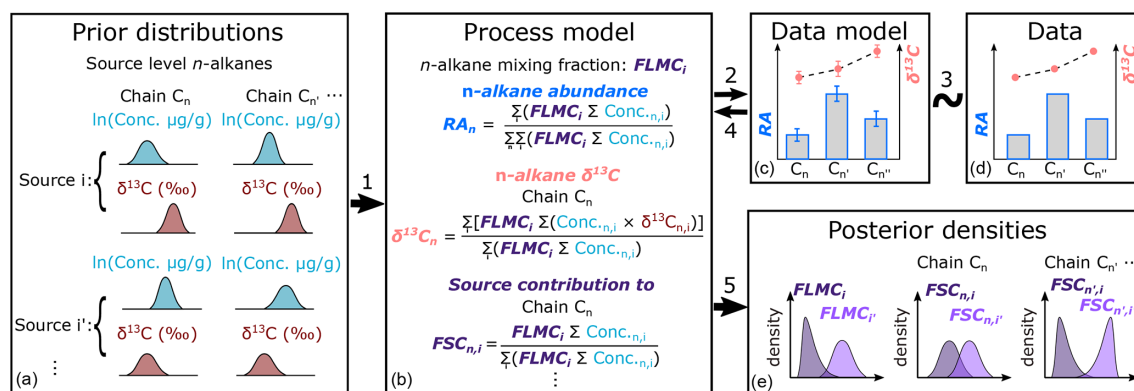 Prior distributions
Source level n-alkanes
Chain Cn Chain Cn' ...
ln(Conc. μg/g) ln(Conc. μg/g)
Source i:
δ13C (‰) δ13C (‰)
ln(Conc. μg/g) ln(Conc. μg/g)
Source i':
δ13C (‰) δ13C (‰)
⋮
(a)
1
Process model
n-alkane mixing fraction: FLMCi
n-alkane abundance
RAn = Σi(FLMCi Σ Conc.n,i) / ΣnΣi(FLMCi Σ Conc.n,i)
n-alkane δ13C
Chain Cn
δ13Cn = Σi[FLMCi Σ(Conc.n,i × δ13Cn,i)] / Σi(FLMCi Σ Conc.n,i)
Source contribution to
Chain Cn
FSCn,i = FLMCi Σ Conc.n,i / Σi(FLMCi Σ Conc.n,i)
⋮
(b)
2
4
Data model
RA
δ13C
Cn Cn' Cn''
(c)
3
~
Data
RA
δ13C
Cn Cn' Cn''
(d)
5
Posterior densities
Chain Cn Chain Cn' ...
FLMCi FSCn,i FSCn',i
FLMCi' FSCn,i' FSCn',i
density density density
(e)